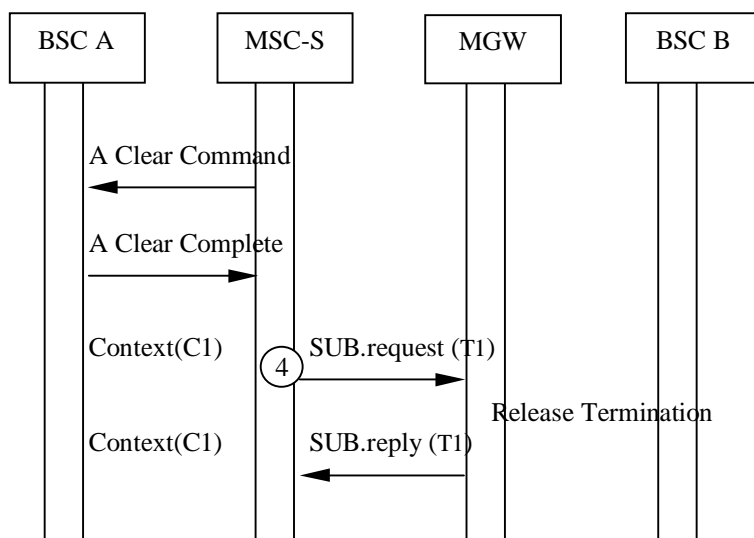 BSC A
MSC-S
MGW
BSC B
A Clear Command
A Clear Complete
Context(C1)
4
SUB.request (T1)
Release Termination
Context(C1)
SUB.reply (T1)